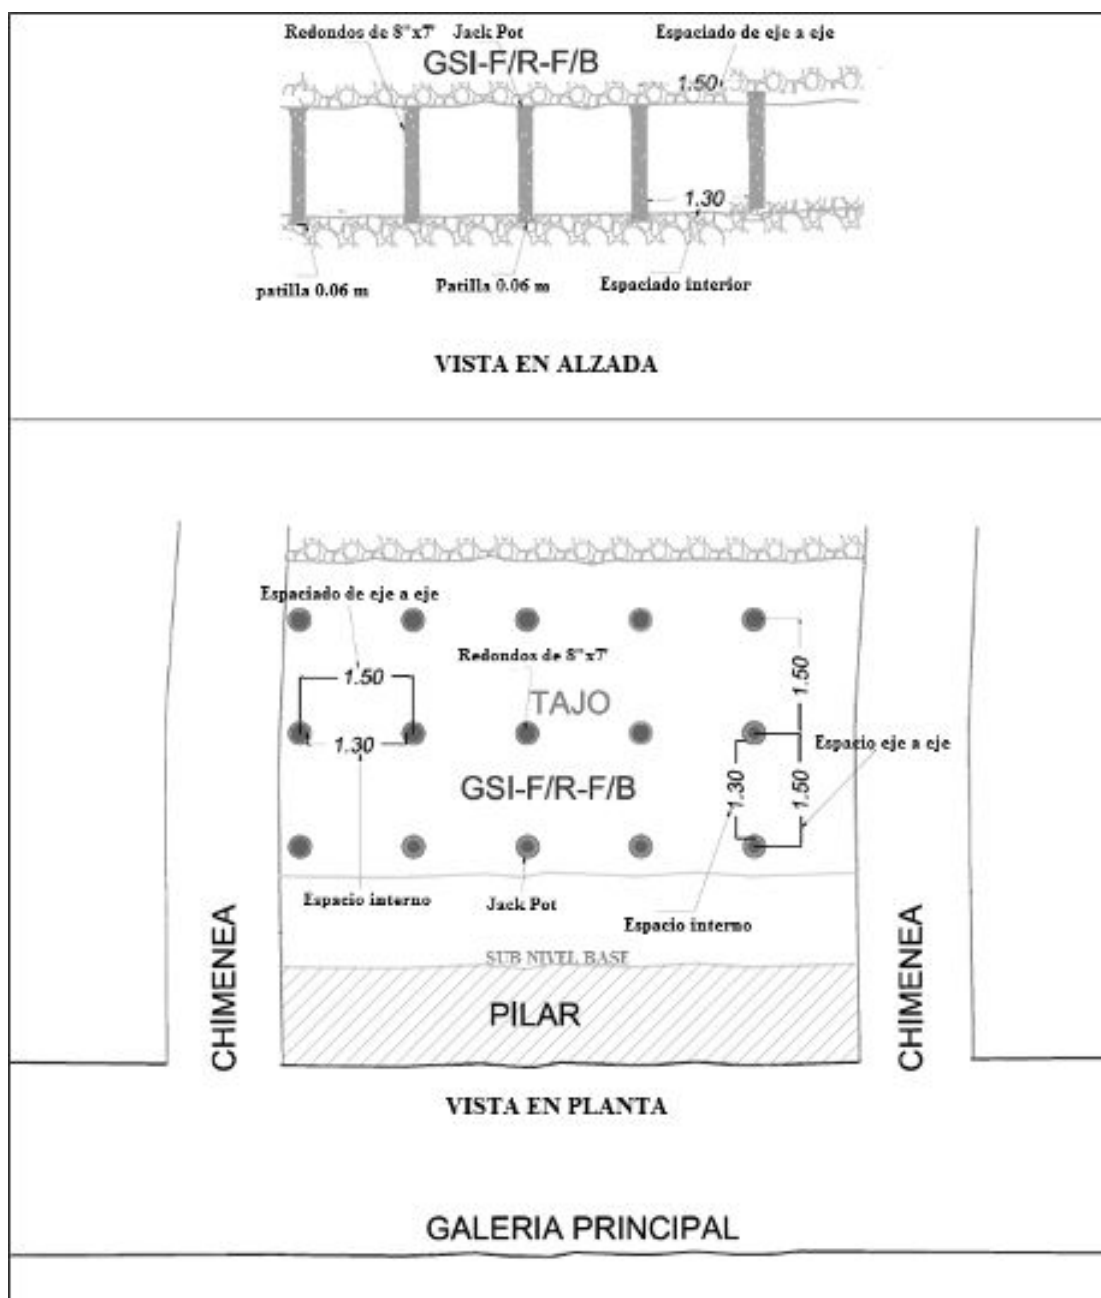 Redondos de 8"x7' Jack Pot Espaciado de eje a eje
GSI-F/R-F/B
1.50
1.30
patilla 0.06 m Patilla 0.06 m Espaciado interior
VISTA EN ALZADA
Espaciado de eje a eje
Redondos de 8"x7'
1.50
TAJO
1.50
1.30
Espacio eje a eje
GSI-F/R-F/B
1.30
1.50
Espacio interno
Jack Pot
Espacio interno
SUB NIVEL BASE
PILAR
CHIMENEA
CHIMENEA
VISTA EN PLANTA
GALERIA PRINCIPAL